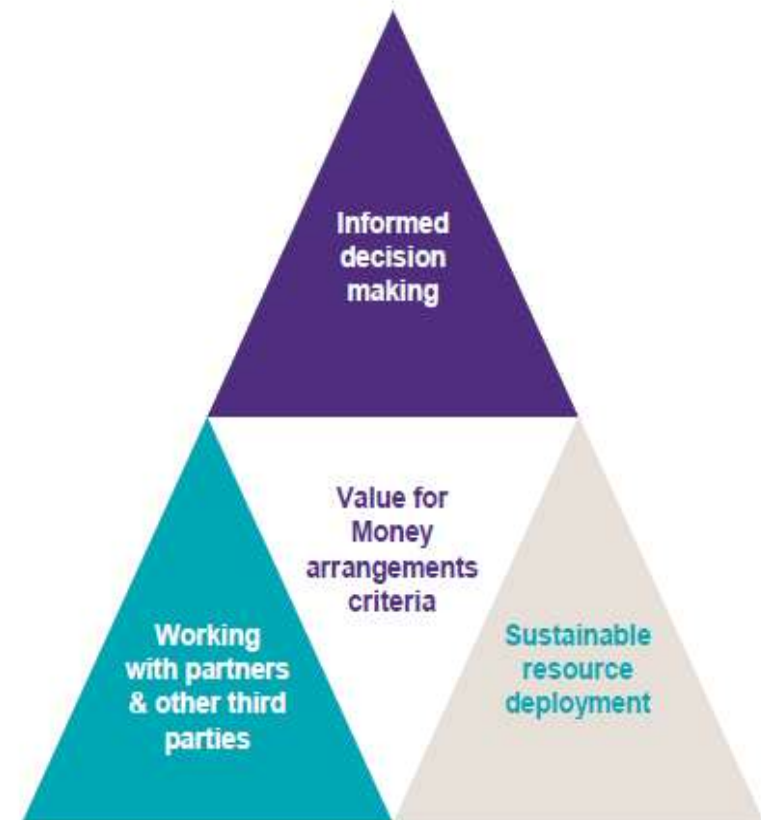 Informed
decision
making
Value for
Money
arrangements
criteria
Working
with partners
& other third
parties
Sustainable
resource
deployment